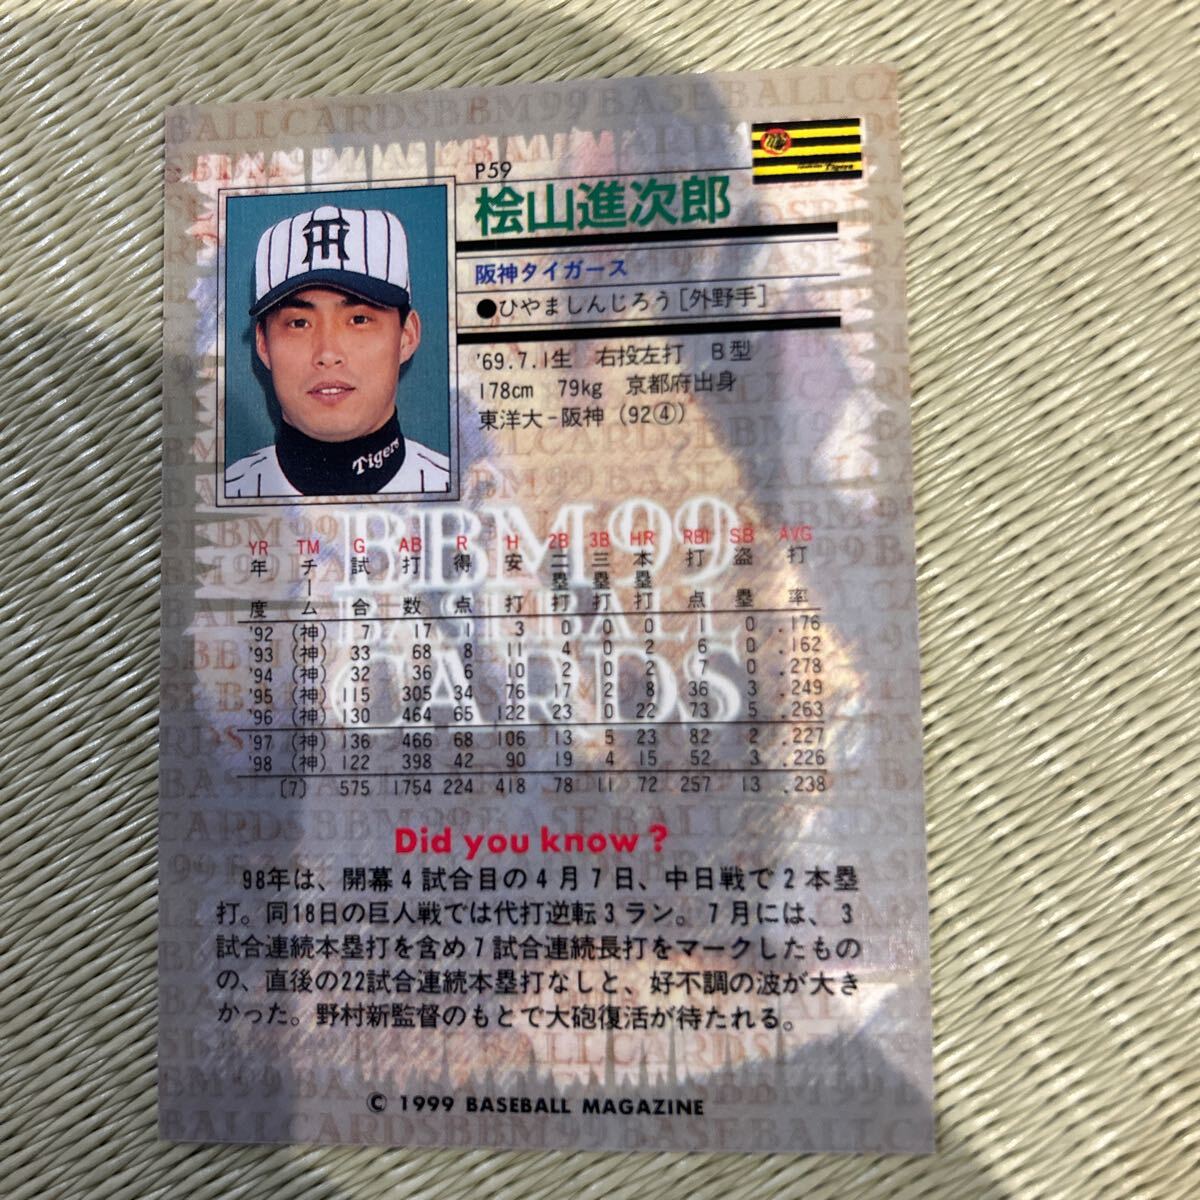 P59
桧山進次郎
阪神タイガース
●ひやましんじろう[外野手]
'69.7.1生 右投左打 B型
178cm 79kg 京都府出身
東洋大-阪神(92④)
Tigers
BBM99
BASEBALL
CARDS
YR TM G AB R H 2B 3B HR RBI SB AVG
年度 チーム 試合 打数 得点 安打 二塁打 三塁打 本塁打 打点 盗塁 打率
'92 (神) 7 17 1 3 0 0 0 1 0 .176
'93 (神) 33 68 8 11 4 0 2 6 0 .162
'94 (神) 32 36 6 10 2 0 2 7 0 .278
'95 (神) 115 305 34 76 17 2 8 36 3 .249
'96 (神) 130 464 65 122 23 0 22 73 5 .263
'97 (神) 136 466 68 106 13 5 23 82 2 .227
'98 (神) 122 398 42 90 19 4 15 52 3 .226
〔7〕 575 1754 224 418 78 11 72 257 13 .238
Did you know?
98年は、開幕4試合目の4月7日、中日戦で2本塁
打。同18日の巨人戦では代打逆転3ラン。7月には、3
試合連続本塁打を含め7試合連続長打をマークしたもの
の、直後の22試合連続本塁打なしと、好不調の波が大き
かった。野村新監督のもとで大砲復活が待たれる。
© 1999 BASEBALL MAGAZINE